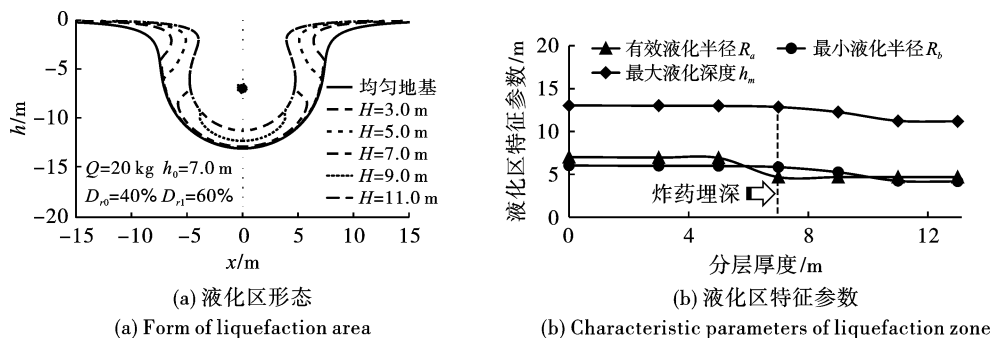 0
−5
−10
−15
−20
h/m
−15 −10 −5 0 5 10 15
x/m
Q=20 kg h0=7.0 m
Dr0=40% Dr1=60%
均匀地基
H=3.0 m
H=5.0 m
H=7.0 m
H=9.0 m
H=11.0 m
(a) 液化区形态
(a) Form of liquefaction area
20
15
10
5
0
液化区特征参数/m
有效液化半径Ra
最小液化半径Rb
最大液化深度hm
炸药埋深
0 4 8 12
分层厚度/m
(b) 液化区特征参数
(b) Characteristic parameters of liquefaction zone